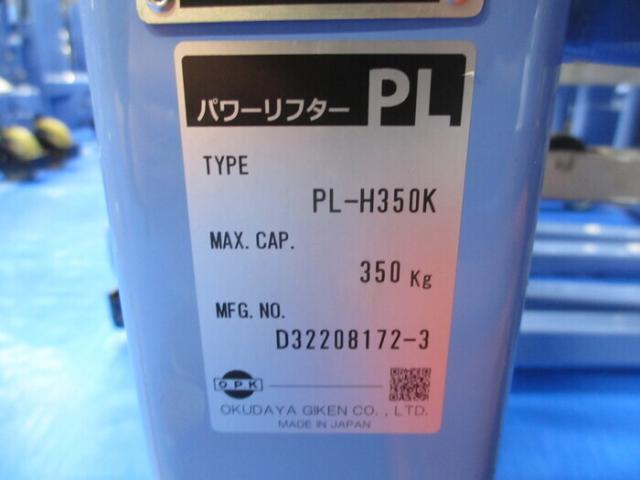 パワーリフター PL
TYPE
PL-H350K
MAX. CAP.
350 Kg
MFG. NO.
D32208172-3
O.P.K
OKUDAYA GIKEN CO., LTD.
MADE IN JAPAN